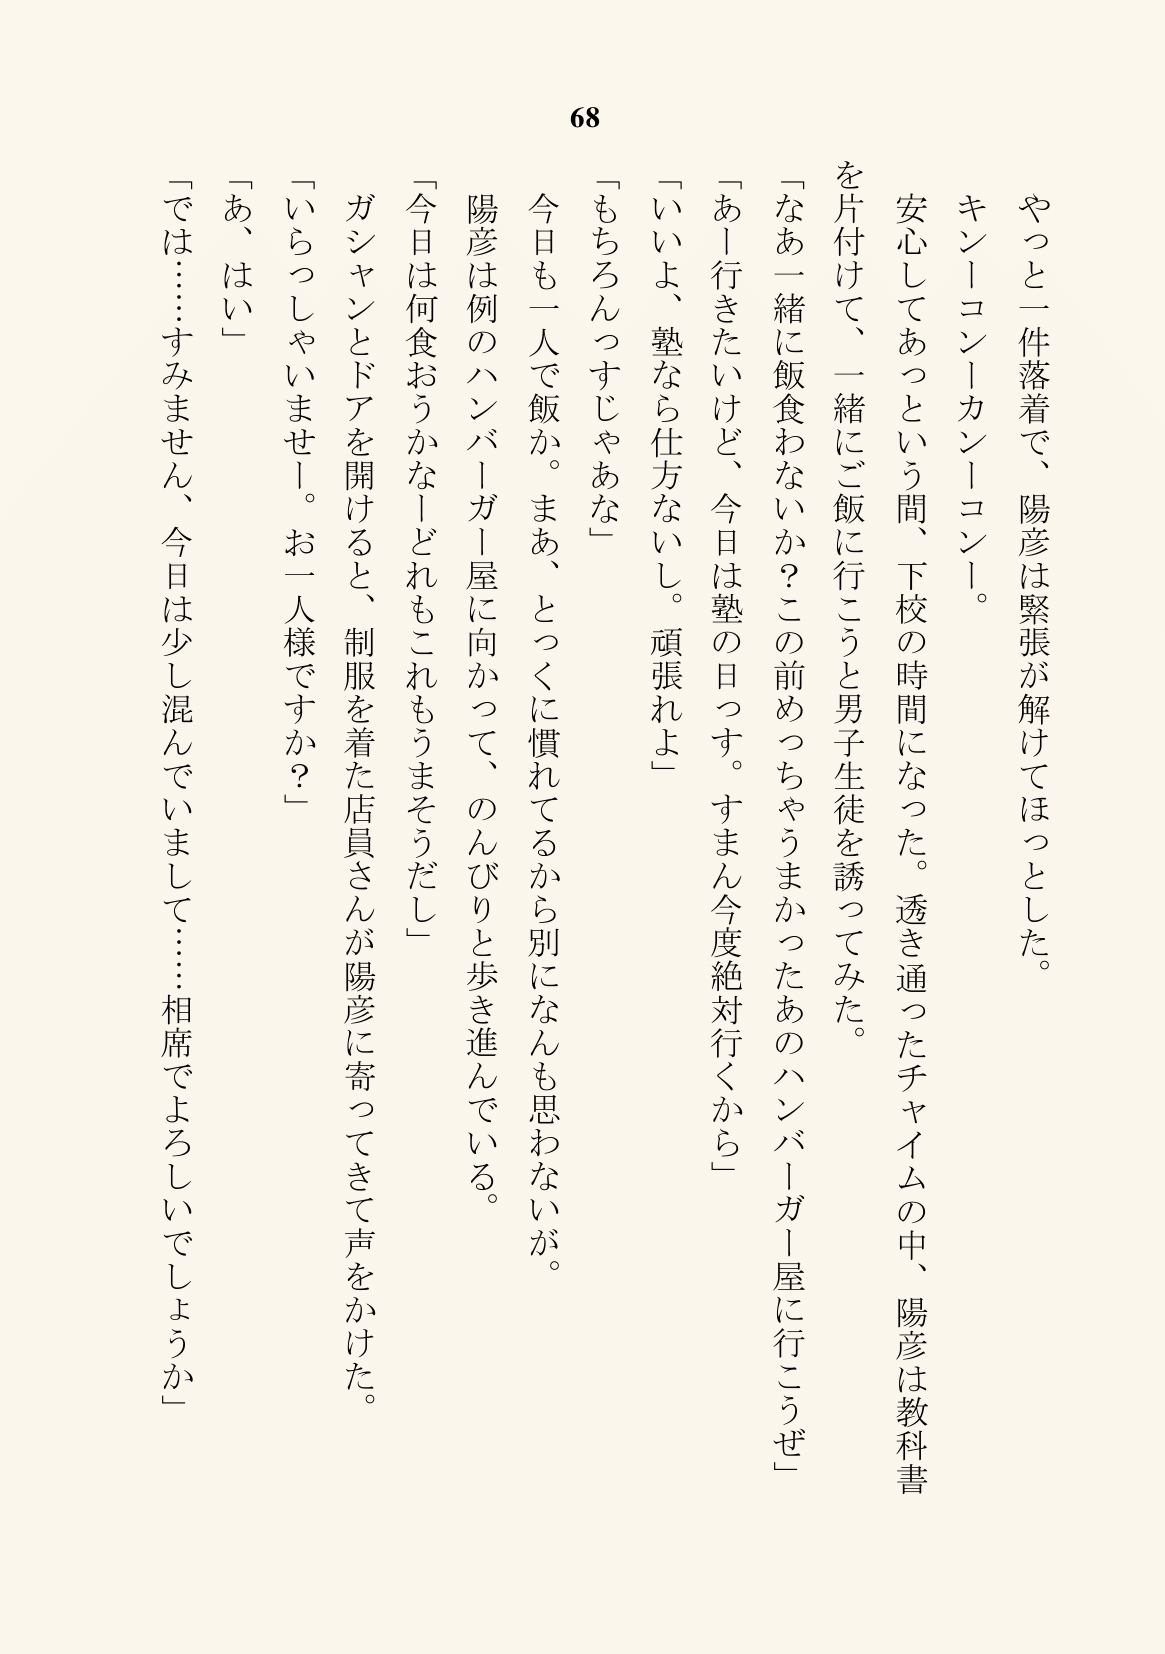 68
　やっと一件落着で、陽彦は緊張が解けてほっとした。
　キンーコンーカンーコンー。
　安心してあっという間、下校の時間になった。透き通ったチャイムの中、陽彦は教科書
を片付けて、一緒にご飯に行こうと男子生徒を誘ってみた。
「なあ一緒に飯食わないか？この前めっちゃうまかったあのハンバーガー屋に行こうぜ」
「あー行きたいけど、今日は塾の日っす。すまん今度絶対行くから」
「いいよ、塾なら仕方ないし。頑張れよ」
「もちろんっすじゃあな」
　今日も一人で飯か。まあ、とっくに慣れてるから別になんも思わないが。
　陽彦は例のハンバーガー屋に向かって、のんびりと歩き進んでいる。
「今日は何食おうかなーどれもこれもうまそうだし」
　ガシャンとドアを開けると、制服を着た店員さんが陽彦に寄ってきて声をかけた。
「いらっしゃいませー。お一人様ですか？」
「あ、はい」
「では……すみません、今日は少し混んでいまして……相席でよろしいでしょうか」